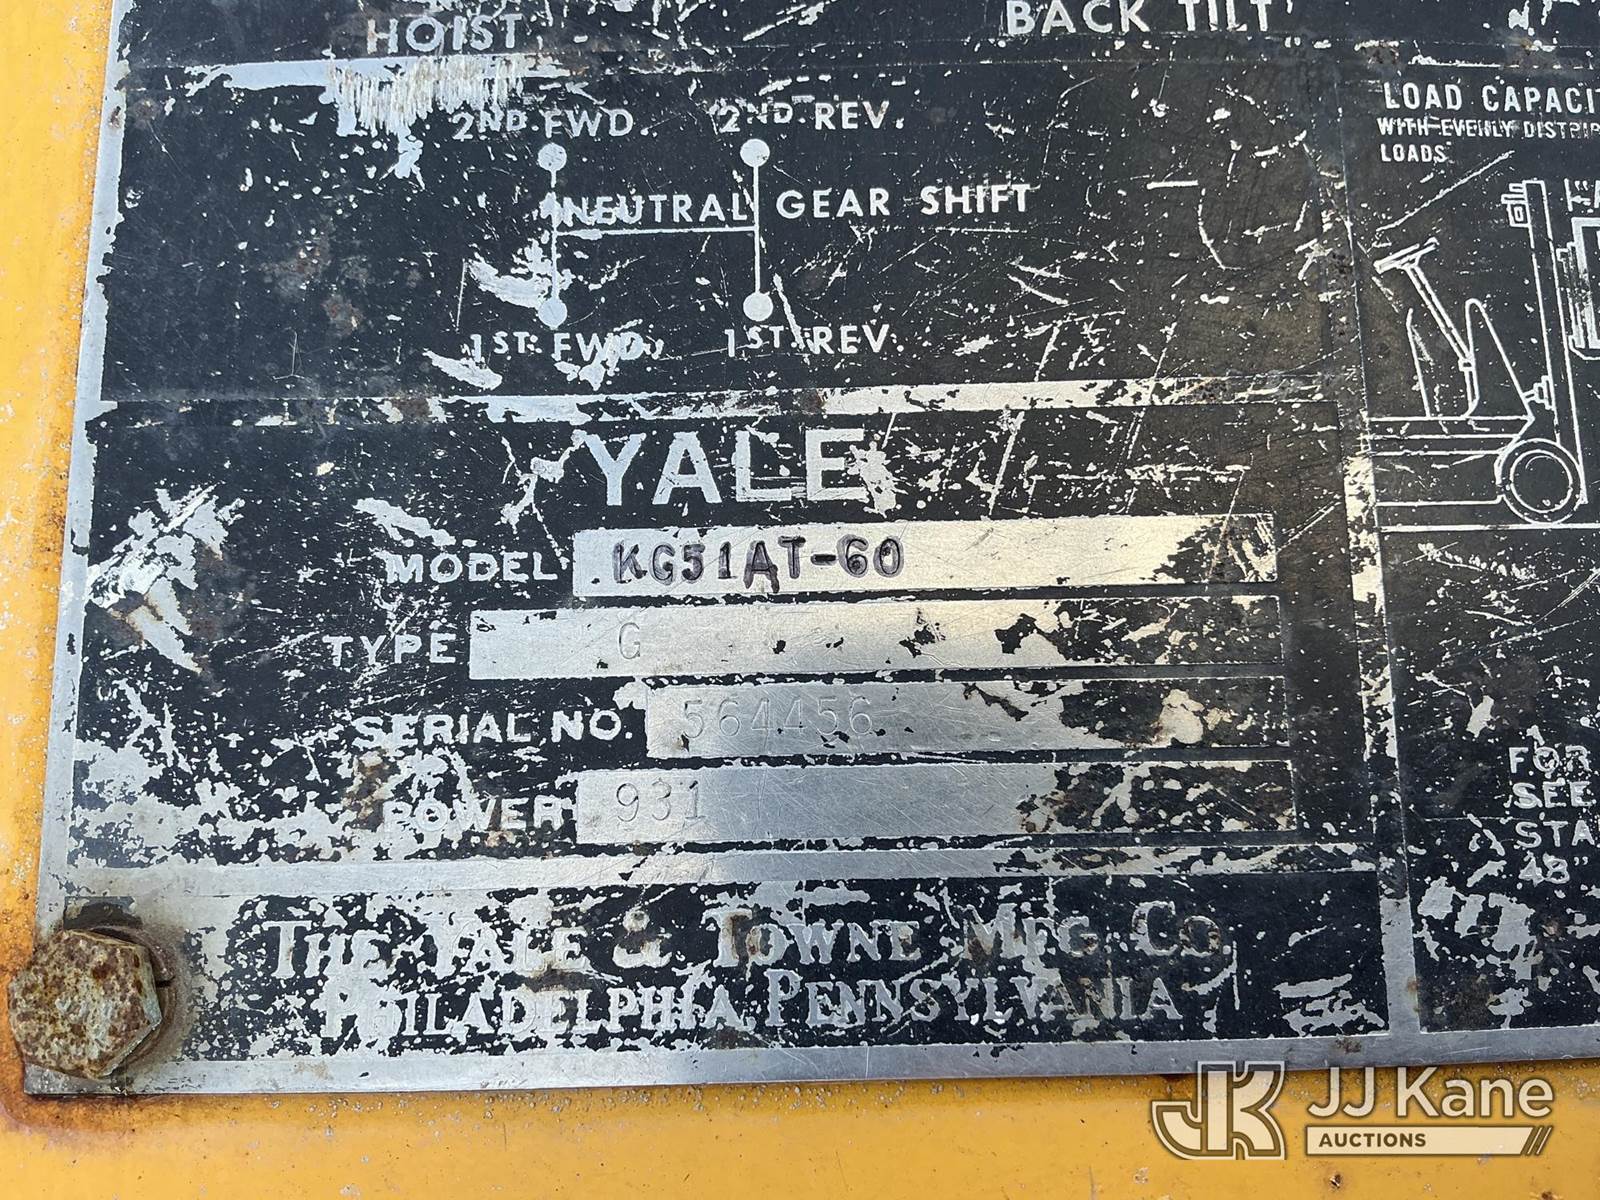 HOIST
BACK TILT
2ND. FWD.
2ND. REV.
NEUTRAL GEAR SHIFT
1ST. FWD.
1ST. REV.
LOAD CAPACIT
WITH EVENLY DISTRIB
LOADS
YALE
MODEL KG51AT-60
TYPE G
SERIAL NO. 564456
POWER 931
THE YALE & TOWNE MFG. CO.
PHILADELPHIA, PENNSYLVANIA
FOR
SEE
STA
48"
JJ Kane
AUCTIONS